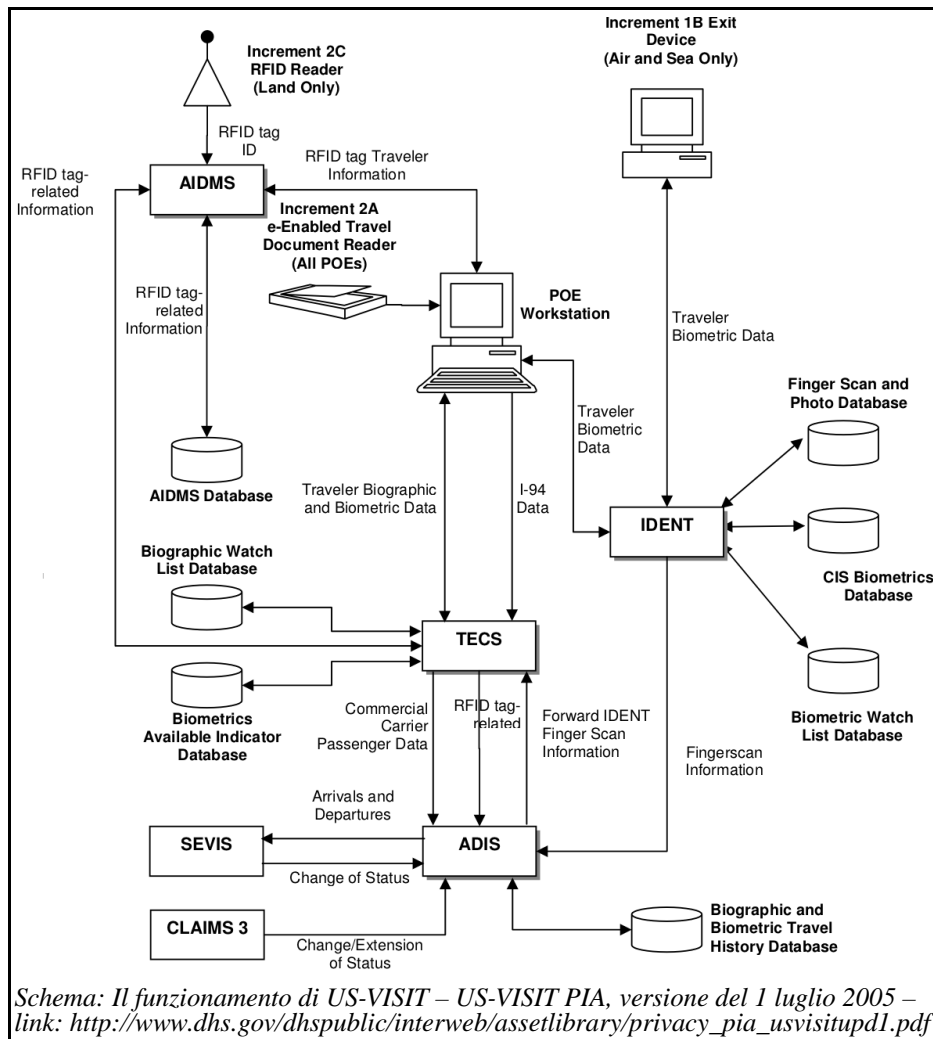 Increment 2C
RFID Reader
(Land Only)
Increment 1B Exit
Device
(Air and Sea Only)
RFID tag
ID
RFID tag-
related
Information
AIDMS
RFID tag Traveler
Information
Increment 2A
e-Enabled Travel
Document Reader
(All POEs)
RFID tag-
related
Information
POE
Workstation
Traveler
Biometric Data
Finger Scan and
Photo Database
Traveler
Biometric
Data
AIDMS Database
Traveler Biographic
and Biometric Data
I-94
Data
IDENT
CIS Biometrics
Database
Biographic Watch
List Database
TECS
Biometrics
Available Indicator
Database
Commercial
Carrier
Passenger Data
RFID tag-
related
Forward IDENT
Finger Scan
Information
Biometric Watch
List Database
Fingerscan
Information
Arrivals and
Departures
SEVIS
ADIS
Change of Status
CLAIMS 3
Change/Extension
of Status
Biographic and
Biometric Travel
History Database
Schema: Il funzionamento di US-VISIT – US-VISIT PIA, versione del 1 luglio 2005 –
link: http://www.dhs.gov/dhspublic/interweb/assetlibrary/privacy_pia_usvisitupd1.pdf